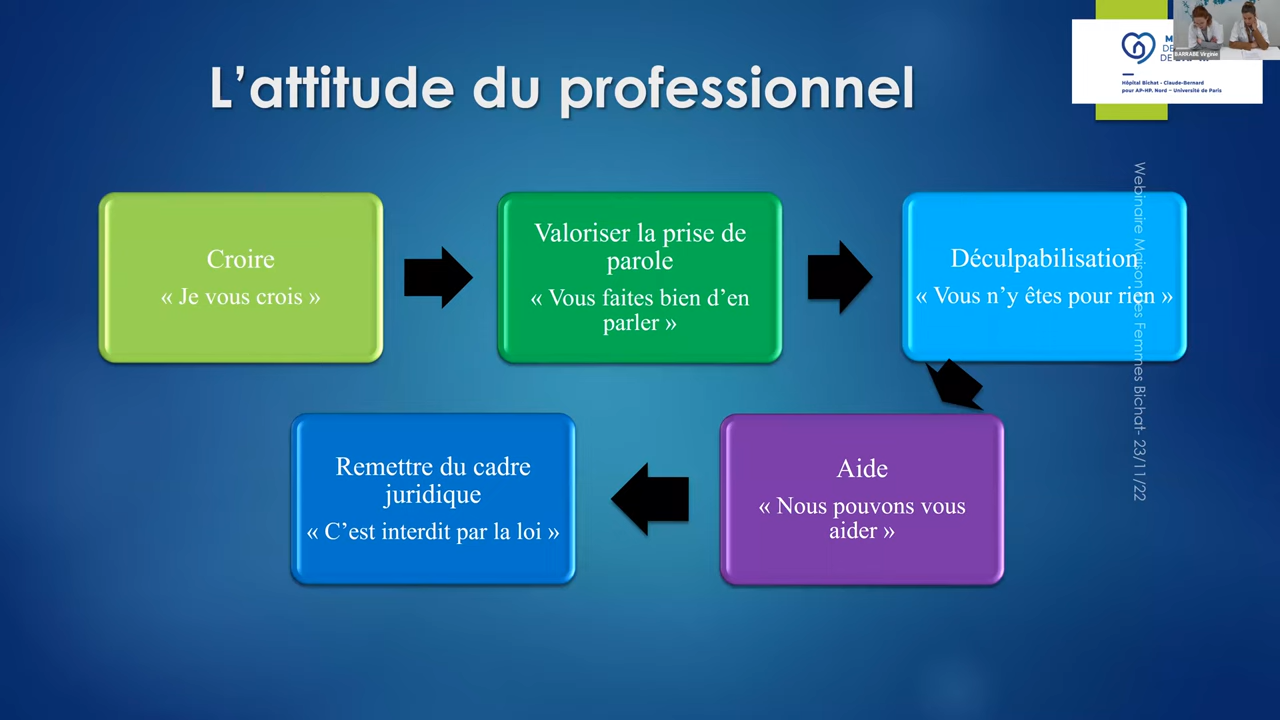 L'attitude du professionnel
BARRABE Virginie
Hôpital Bichat - Claude-Bernard
pour AP-HP. Nord – Université de Paris
Croire
« Je vous crois »
Valoriser la prise de
parole
« Vous faites bien d'en
parler »
Déculpabilisation
« Vous n'y êtes pour rien »
Aide
« Nous pouvons vous
aider »
Remettre du cadre
juridique
« C'est interdit par la loi »
Webinaire Maison des Femmes Bichat- 23/11/22